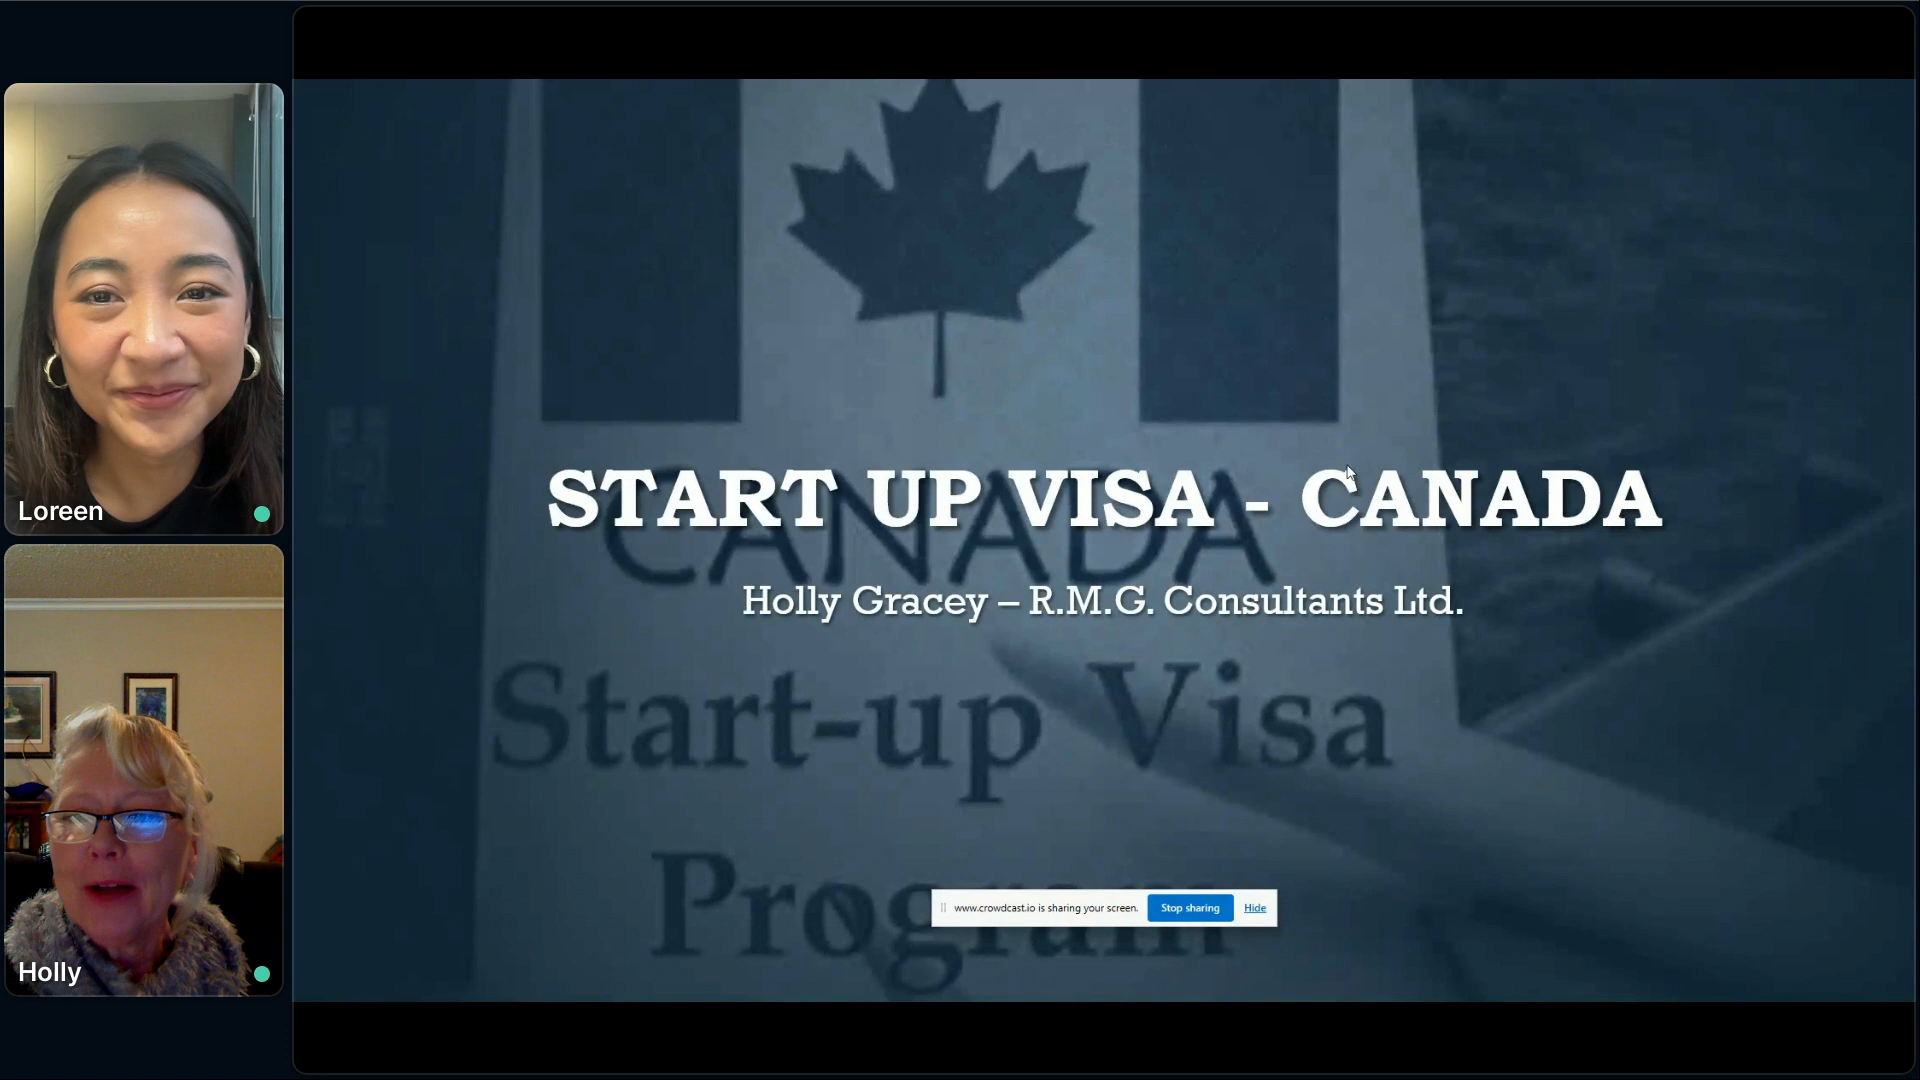 Loreen
Holly
START UP VISA - CANADA
CANADA
Holly Gracey – R.M.G. Consultants Ltd.
Start-up Visa
Program
www.crowdcast.io is sharing your screen.
Stop sharing
Hide